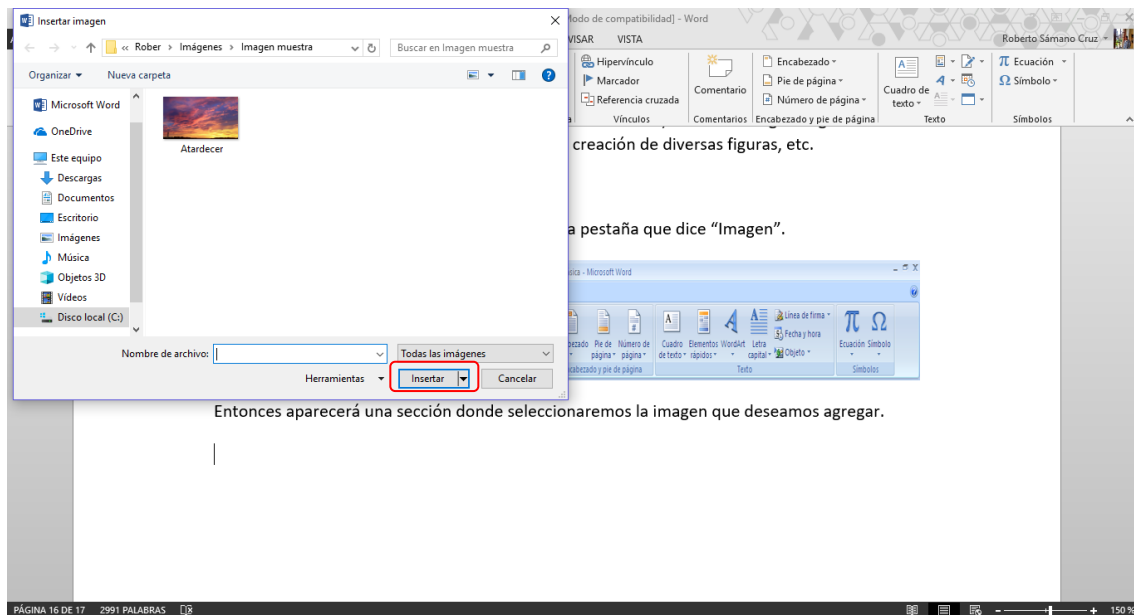 Insertar imagen
Modo de compatibilidad] - Word
« Rober > Imágenes > Imagen muestra
Buscar en Imagen muestra
VISAR VISTA
Roberto Sámano Cruz
Organizar Nueva carpeta
Microsoft Word
OneDrive
Este equipo
Descargas
Documentos
Escritorio
Imágenes
Música
Objetos 3D
Vídeos
Disco local (C:)
Atardecer
Nombre de archivo:
Todas las imágenes
Herramientas Insertar Cancelar
Hipervínculo
Marcador
Referencia cruzada
Vínculos
Comentario
Comentarios
Encabezado
Pie de página
Número de página
Encabezado y pie de página
Cuadro de
texto
Texto
π Ecuación
Ω Símbolo
Símbolos
creación de diversas figuras, etc.
a pestaña que dice “Imagen”.
- Microsoft Word
Pie de
página
Número de
página
Cuadro
de texto
Elementos
rápidos
WordArt
Letra
capital
Línea de firma
Fecha y hora
Objeto
Ecuación
Símbolo
Texto
Símbolos
Entonces aparecerá una sección donde seleccionaremos la imagen que deseamos agregar.
PÁGINA 16 DE 17 2991 PALABRAS
150 %